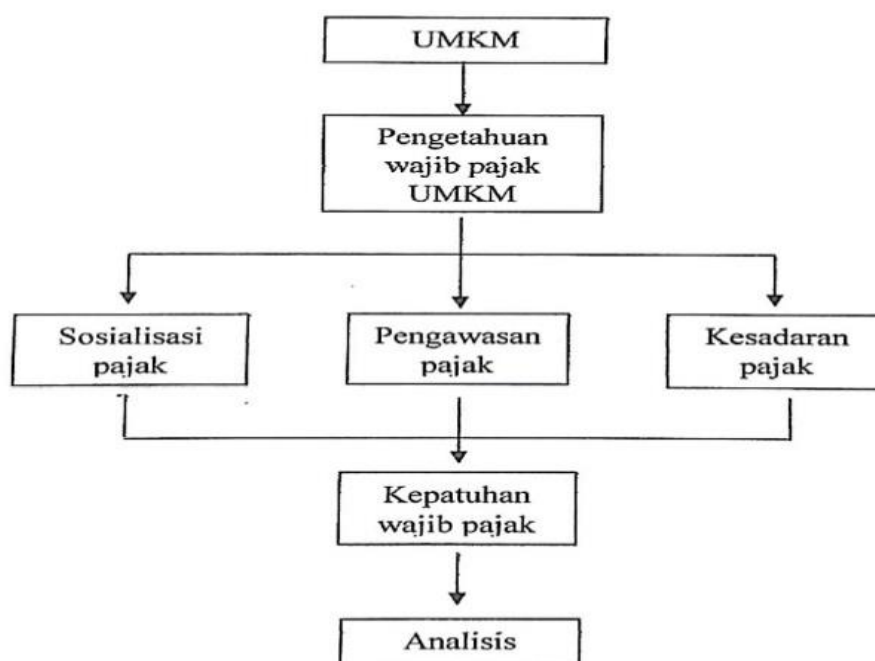 UMKM
Pengetahuan
wajib pajak
UMKM
Sosialisasi
pajak
Pengawasan
pajak
Kesadaran
pajak
Kepatuhan
wajib pajak
Analisis